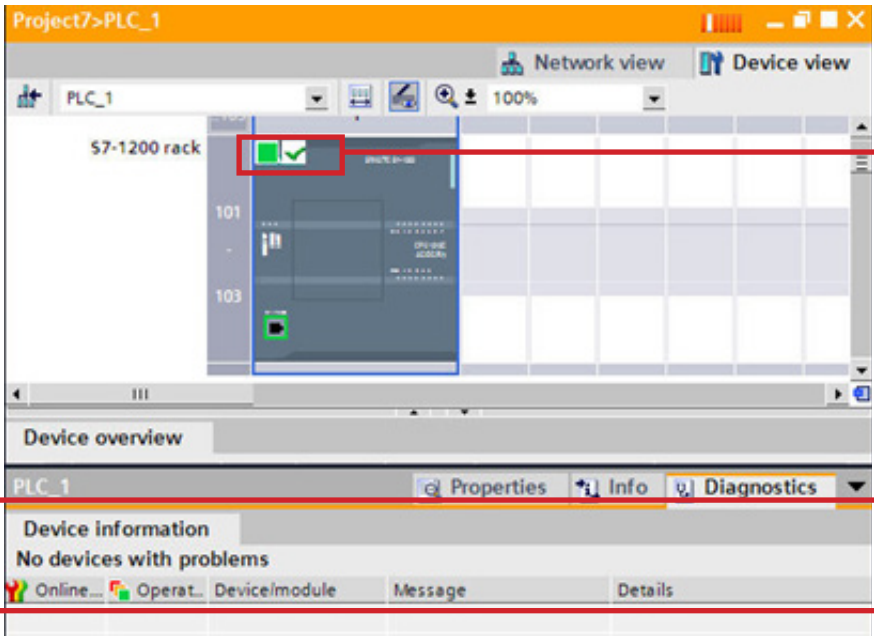 Project7>PLC_1
Network view Device view
PLC_1 100%
S7-1200 rack
101
103
Device overview
PLC_1 Properties Info Diagnostics
Device information
No devices with problems
Online... Operat... Device/module Message Details